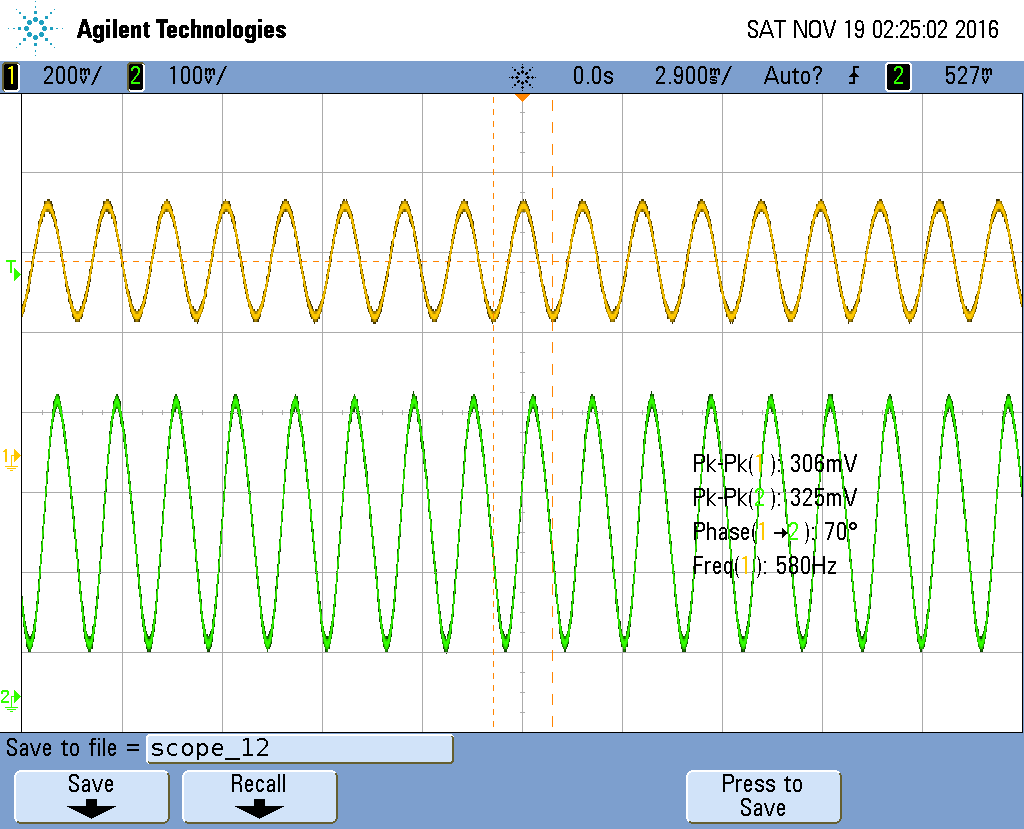 Agilent Technologies
SAT NOV 19 02:25:02 2016
1 200mV/ 2 100mV/ 0.0s 2.900ms/ Auto? 2 527mV
T
1
2
Pk-Pk(1): 306mV
Pk-Pk(2): 325mV
Phase(1→2): 70°
Freq(1): 580Hz
Save to file = scope_12
Save
Recall
Press to
Save